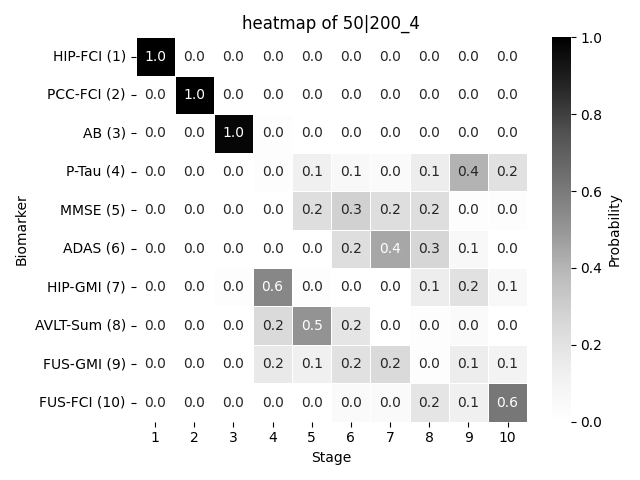 heatmap of 50|200_4
HIP-FCI (1) 1.0 0.0 0.0 0.0 0.0 0.0 0.0 0.0 0.0 0.0
PCC-FCI (2) 0.0 1.0 0.0 0.0 0.0 0.0 0.0 0.0 0.0 0.0
AB (3) 0.0 0.0 1.0 0.0 0.0 0.0 0.0 0.0 0.0 0.0
P-Tau (4) 0.0 0.0 0.0 0.0 0.1 0.1 0.0 0.1 0.4 0.2
MMSE (5) 0.0 0.0 0.0 0.0 0.2 0.3 0.2 0.2 0.0 0.0
ADAS (6) 0.0 0.0 0.0 0.0 0.0 0.2 0.4 0.3 0.1 0.0
HIP-GMI (7) 0.0 0.0 0.0 0.6 0.0 0.0 0.0 0.1 0.2 0.1
AVLT-Sum (8) 0.0 0.0 0.0 0.2 0.5 0.2 0.0 0.0 0.0 0.0
FUS-GMI (9) 0.0 0.0 0.0 0.2 0.1 0.2 0.2 0.0 0.1 0.1
FUS-FCI (10) 0.0 0.0 0.0 0.0 0.0 0.0 0.0 0.2 0.1 0.6
1 2 3 4 5 6 7 8 9 10
Stage
Biomarker
1.0
0.8
0.6
0.4
0.2
0.0
Probability